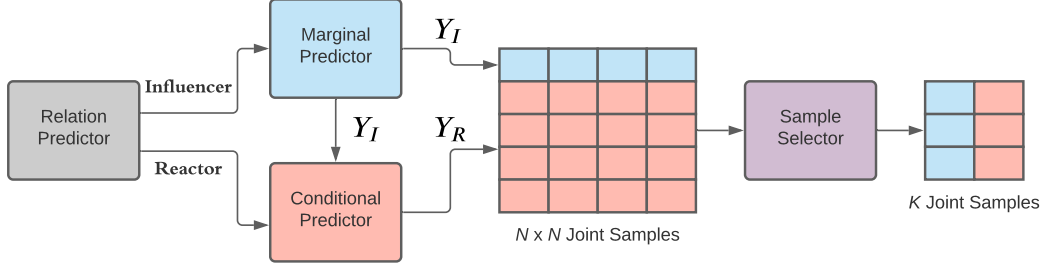 Relation
Predictor
Influencer
Reactor
Marginal
Predictor
Y_I
Conditional
Predictor
Y_I
Y_R
N x N Joint Samples
Sample
Selector
K Joint Samples